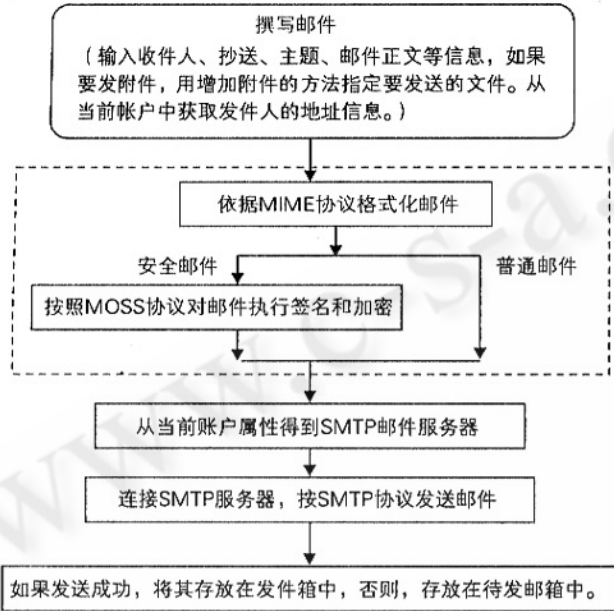 撰写邮件
（输入收件人、抄送、主题、邮件正文等信息，如果
要发附件，用增加附件的方法指定要发送的文件。从
当前帐户中获取发件人的地址信息。）
依据MIME协议格式化邮件
安全邮件
普通邮件
按照MOSS协议对邮件执行签名和加密
从当前账户属性得到SMTP邮件服务器
连接SMTP服务器，按SMTP协议发送邮件
如果发送成功，将其存放在发件箱中，否则，存放在待发邮箱中。
www.c-s-a.